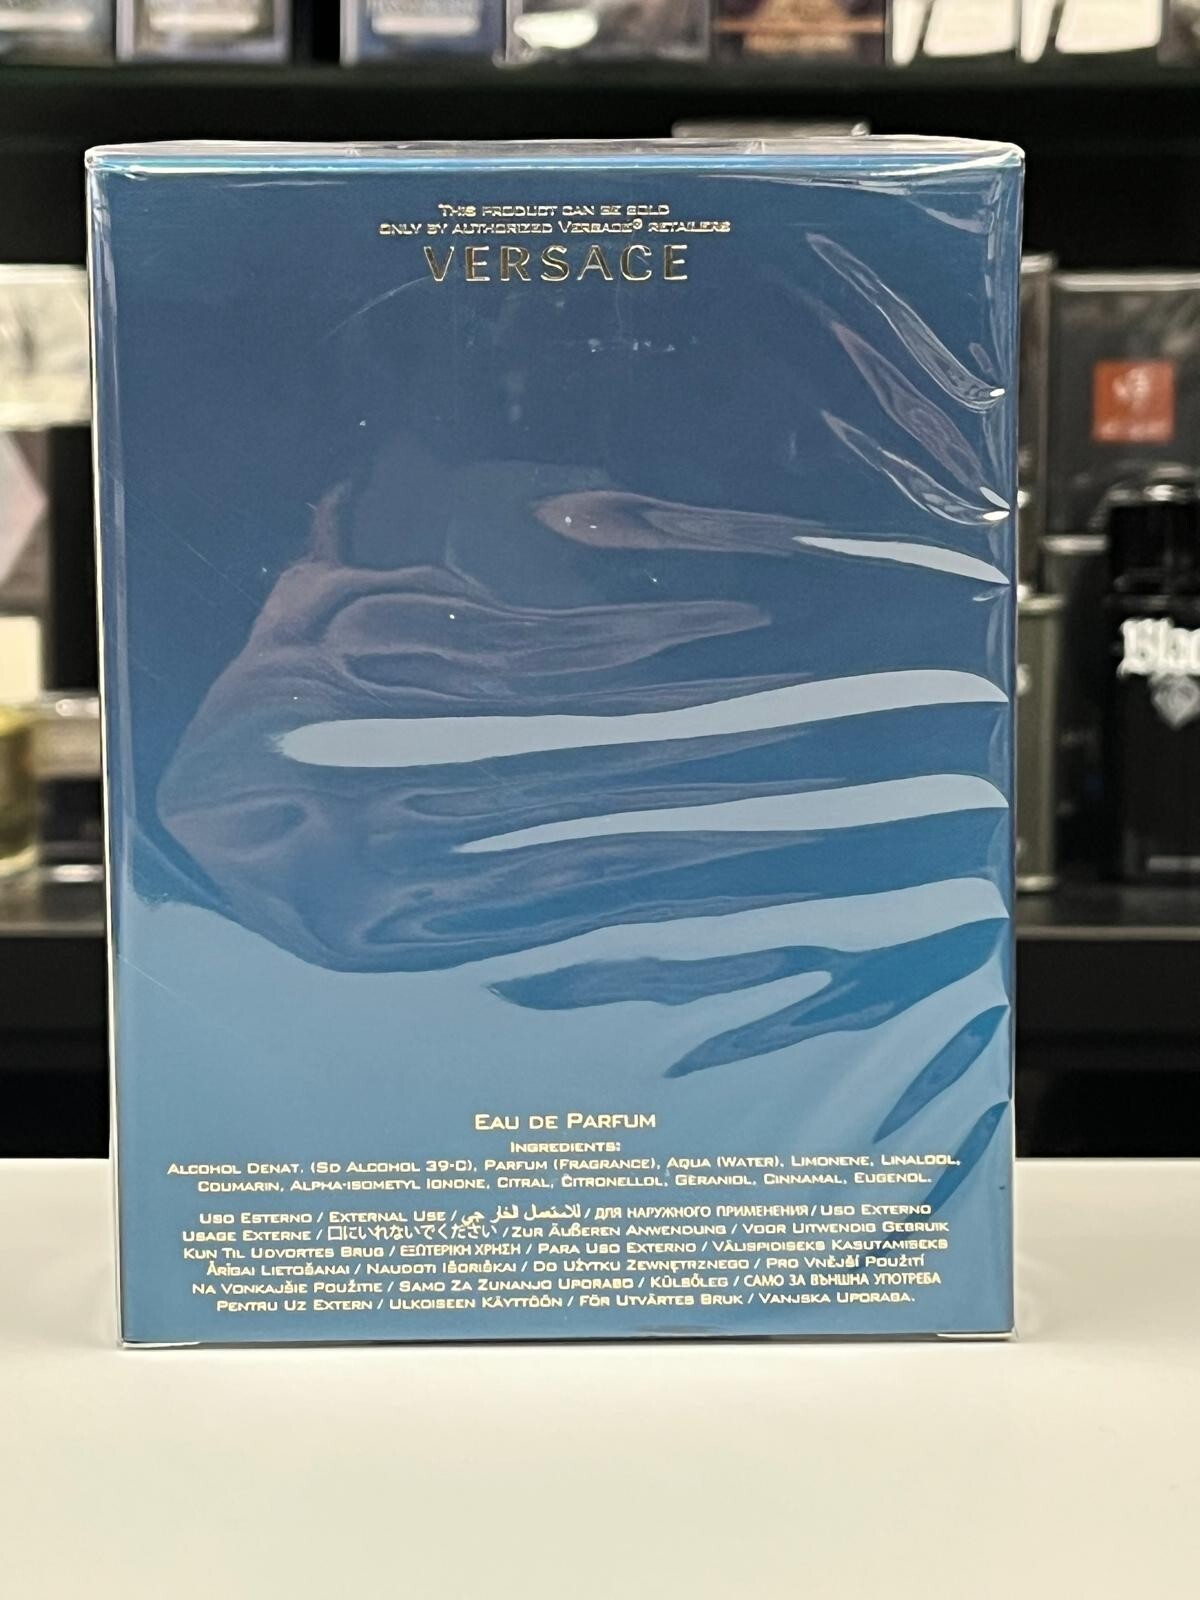 THIS PRODUCT CAN BE SOLD
ONLY BY AUTHORIZED VERSACE® RETAILERS
VERSACE
EAU DE PARFUM
INGREDIENTS:
ALCOHOL DENAT. (SD ALCOHOL 39-C), PARFUM (FRAGRANCE), AQUA (WATER), LIMONENE, LINALOOL,
COUMARIN, ALPHA-ISOMETYL IONONE, CITRAL, CITRONELLOL, GERANIOL, CINNAMAL, EUGENOL.
USO ESTERNO / EXTERNAL USE / / ДЛЯ НАРУЖНОГО ПРИМЕНЕНИЯ / USO EXTERNO
USAGE EXTERNE / 口にいれないでください / ZUR ÄUßEREN ANWENDUNG / VOOR UITWENDIG GEBRUIK
KUN TIL UDVORTES BRUG / ΕΞΩΤΕΡΙΚΗ ΧΡΗΣΗ / PARA USO EXTERNO / VÄLISPIDISEKS KASUTAMISEKS
ĀRĪGAI LIETOŠANAI / NAUDOTI IŠORIŠKAI / DO UŻYTKU ZEWNĘTRZNEGO / PRO VNĚJŠÍ POUŽITÍ
NA VONKAJŠIE POUŽITIE / SAMO ZA ZUNANJO UPORABO / KÜLSŐLEG / САМО ЗА ВЪНШНА УПОТРЕБА
PENTRU UZ EXTERN / ULKOISEEN KÄYTTÖÖN / FÖR UTVÄRTES BRUK / VANJSKA UPORABA.
Blac